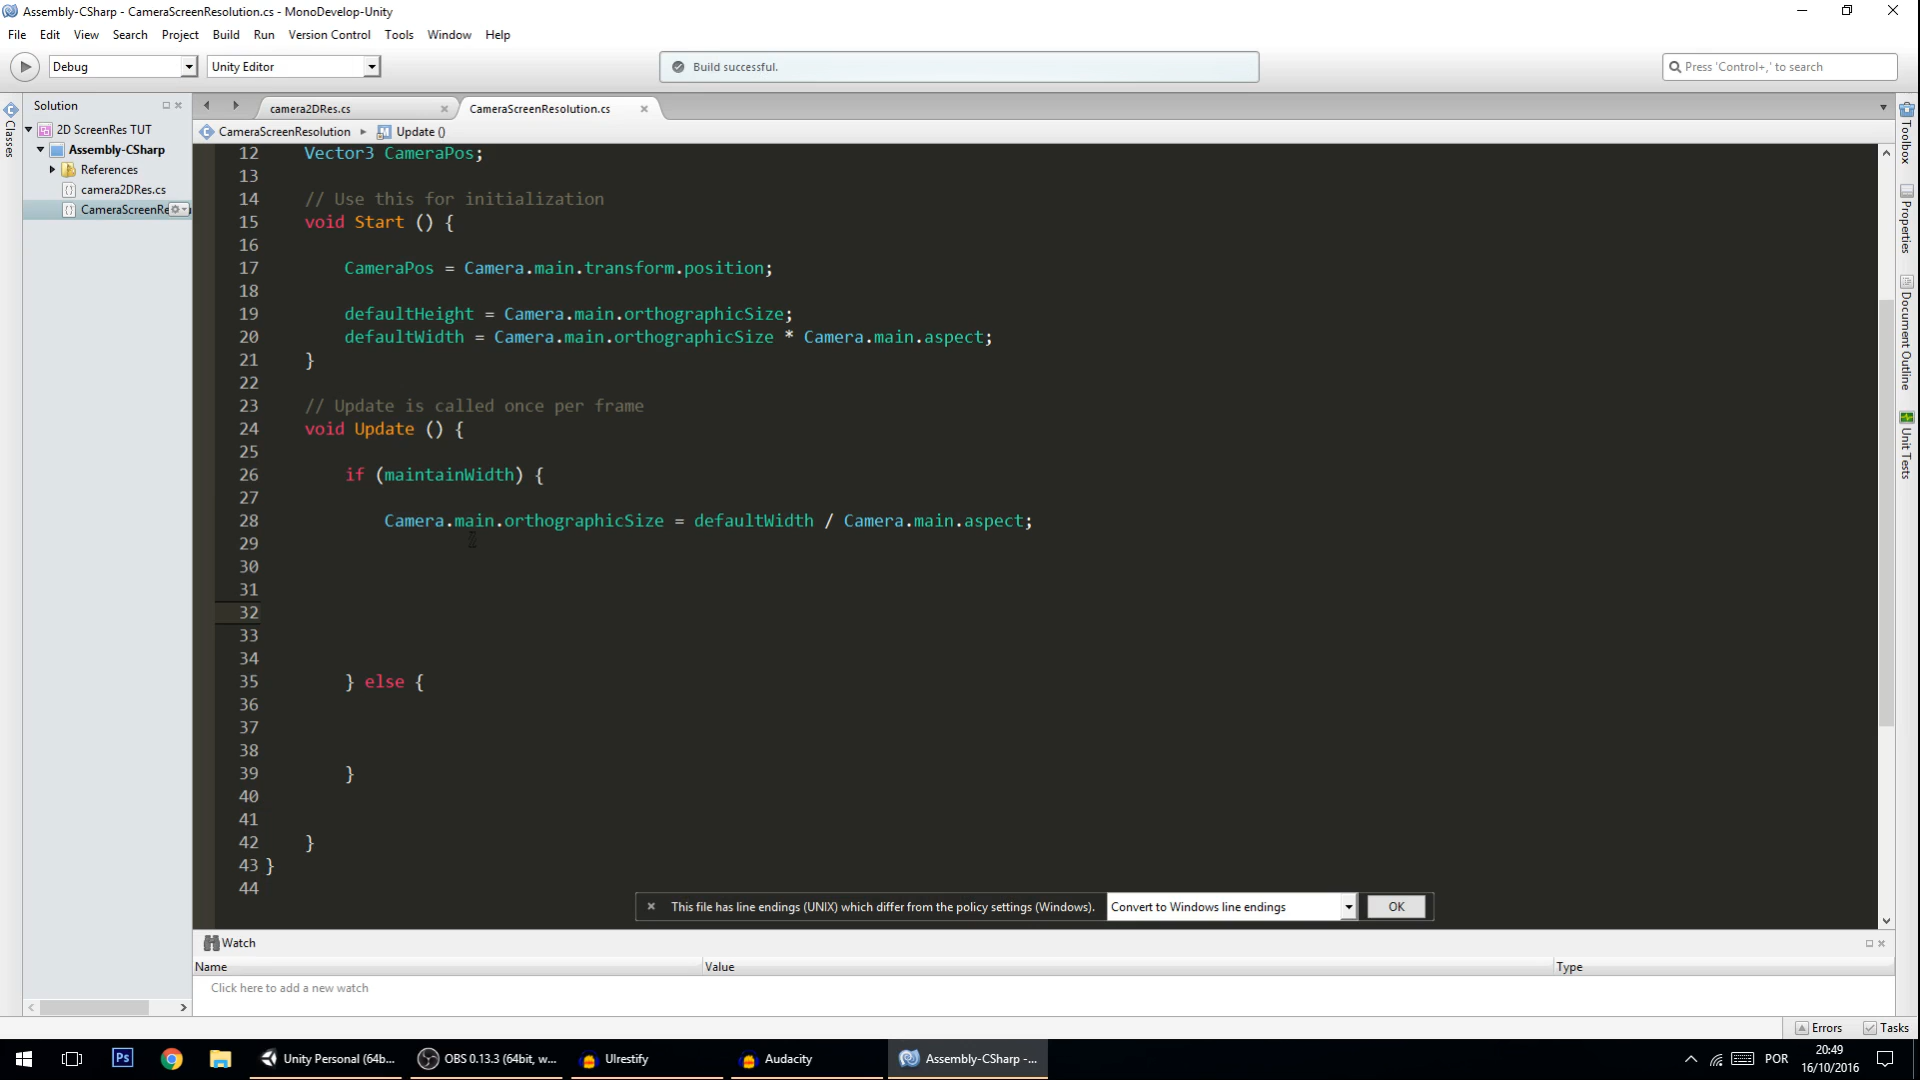 Assembly-CSharp - CameraScreenResolution.cs - MonoDevelop-Unity
File Edit View Search Project Build Run Version Control Tools Window Help
Debug Unity Editor Build successful. Press 'Control+,' to search
Solution
2D ScreenRes TUT
Assembly-CSharp
References
camera2DRes.cs
CameraScreenRe
Classes
camera2DRes.cs CameraScreenResolution.cs
CameraScreenResolution Update ()
12 Vector3 CameraPos;
13
14 // Use this for initialization
15 void Start () {
16
17 CameraPos = Camera.main.transform.position;
18
19 defaultHeight = Camera.main.orthographicSize;
20 defaultWidth = Camera.main.orthographicSize * Camera.main.aspect;
21 }
22
23 // Update is called once per frame
24 void Update () {
25
26 if (maintainWidth) {
27
28 Camera.main.orthographicSize = defaultWidth / Camera.main.aspect;
29
30
31
32
33
34
35 } else {
36
37
38
39 }
40
41
42 }
43 }
44
This file has line endings (UNIX) which differ from the policy settings (Windows). Convert to Windows line endings OK
Toolbox
Properties
Document Outline
Unit Tests
Watch
Name Value Type
Click here to add a new watch
Errors Tasks
Unity Personal (64b... OBS 0.13.3 (64bit, w... Ulrestify Audacity Assembly-CSharp -... POR 20:49
16/10/2016